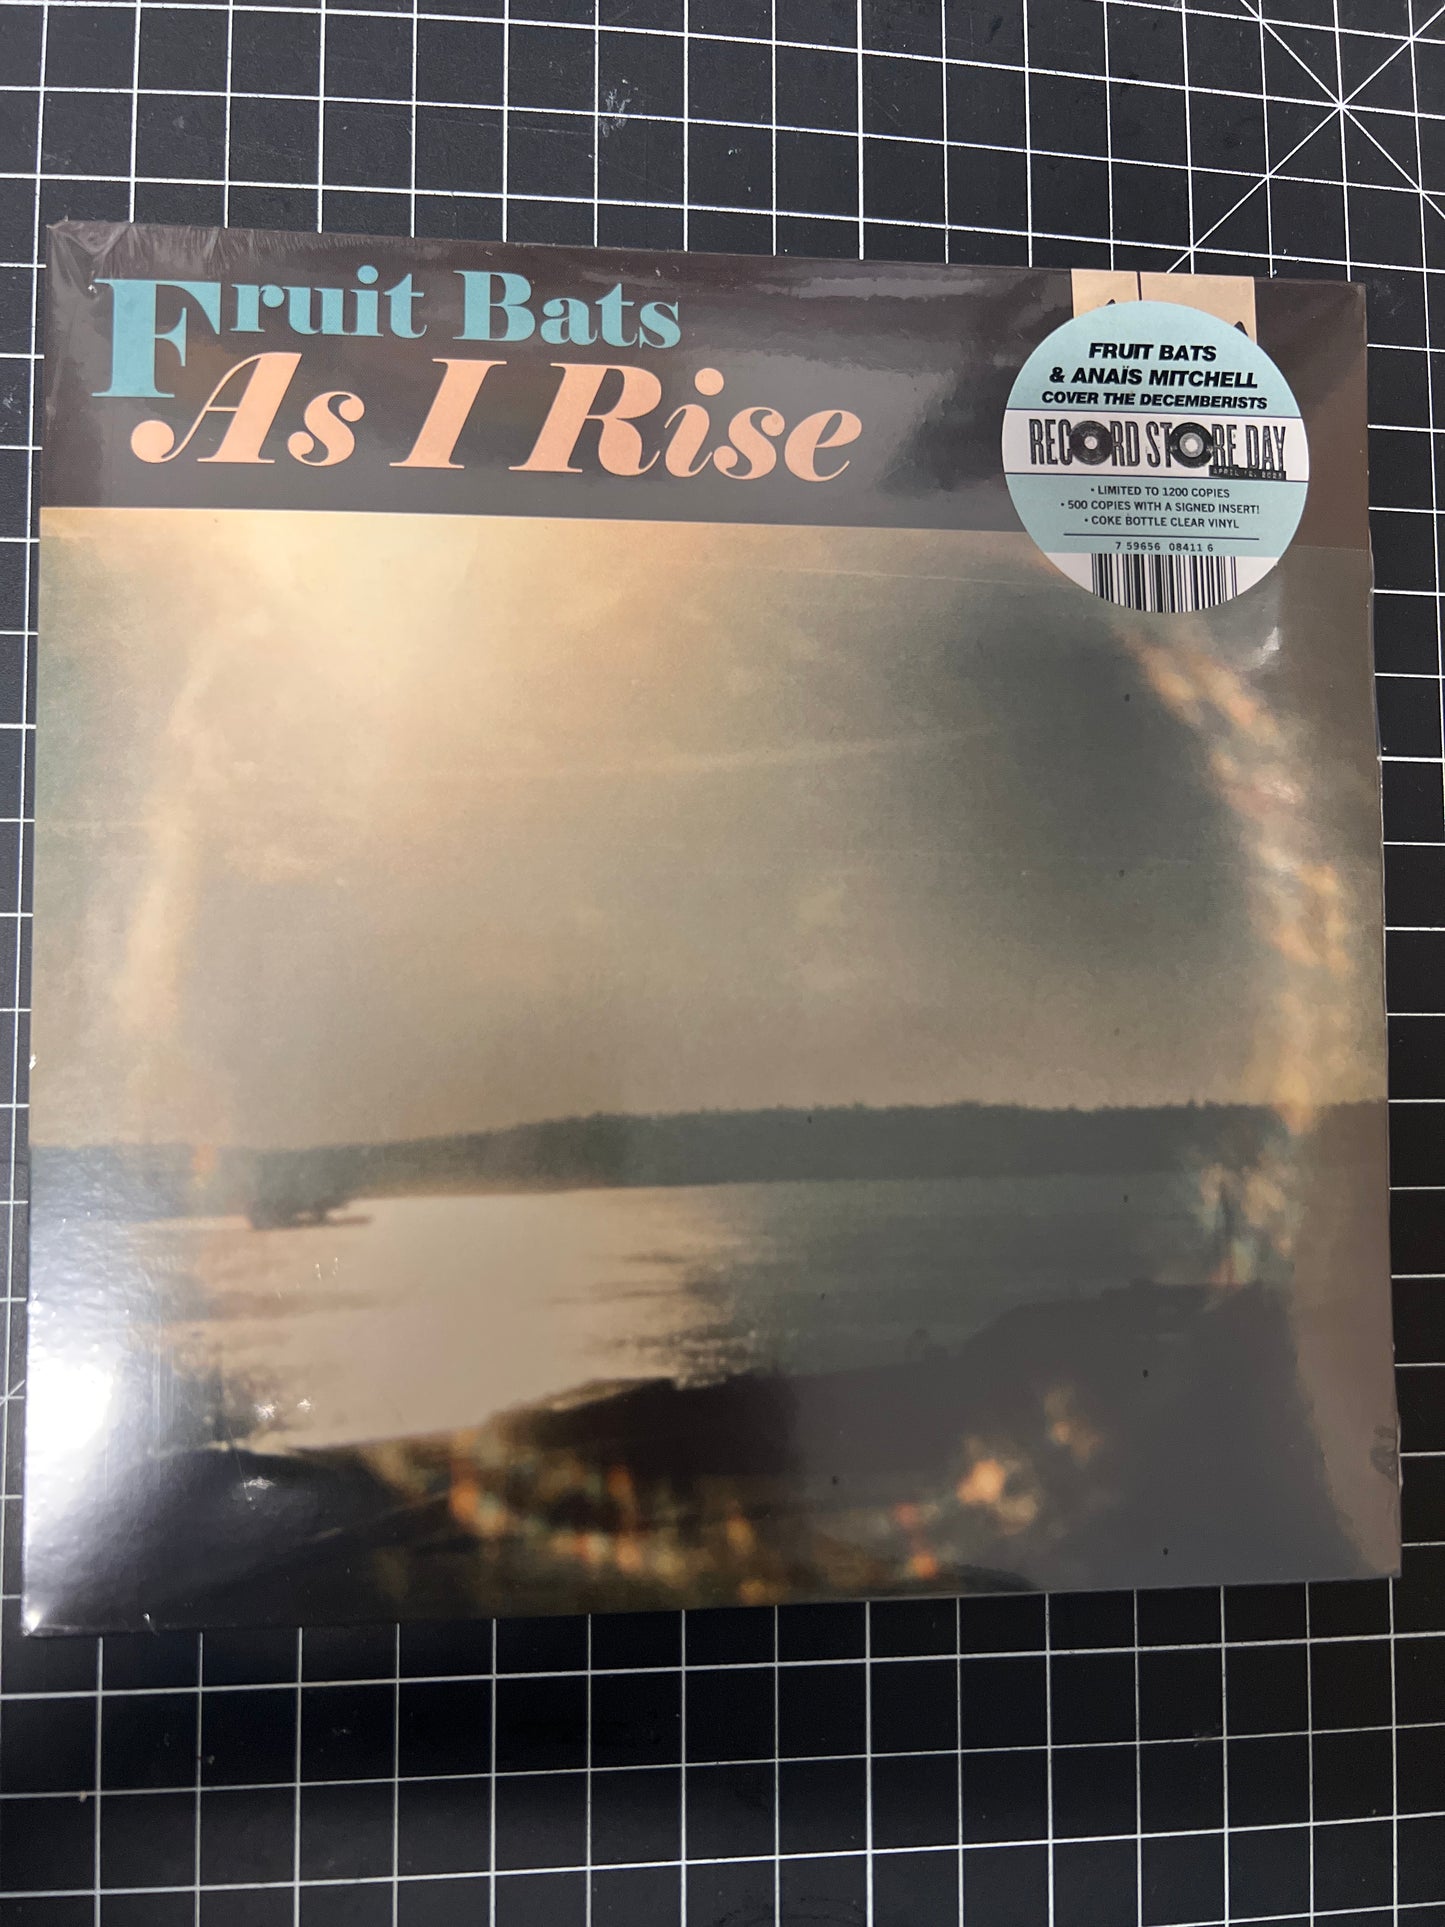 Fruit Bats
As I Rise
FRUIT BATS
& ANAÏS MITCHELL
COVER THE DECEMBERISTS
RECORD STORE DAY
• LIMITED TO 1200 COPIES
• 500 COPIES WITH A SIGNED INSERT!
• COKE BOTTLE CLEAR VINYL
7 59656 08411 6